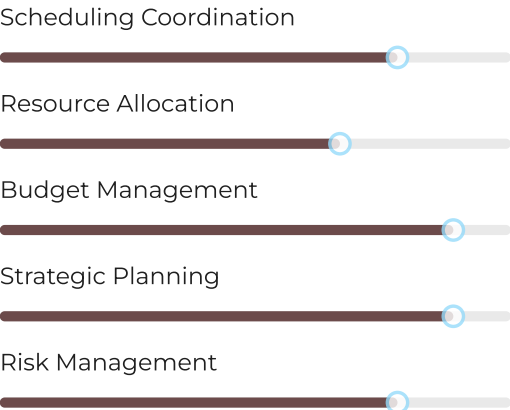 Scheduling Coordination
Resource Allocation
Budget Management
Strategic Planning
Risk Management